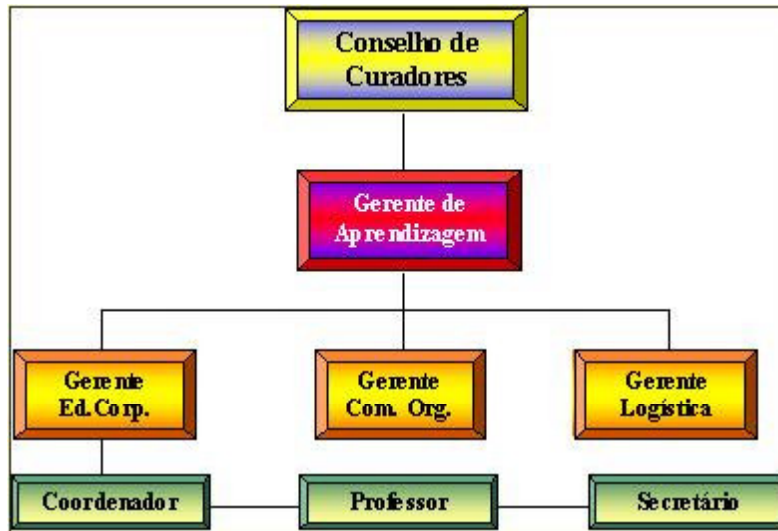 Conselho de
Curadores
Gerente de
Aprendizagem
Gerente
Ed.Corp.
Gerente
Com. Org.
Gerente
Logística
Coordenador
Professor
Secretário